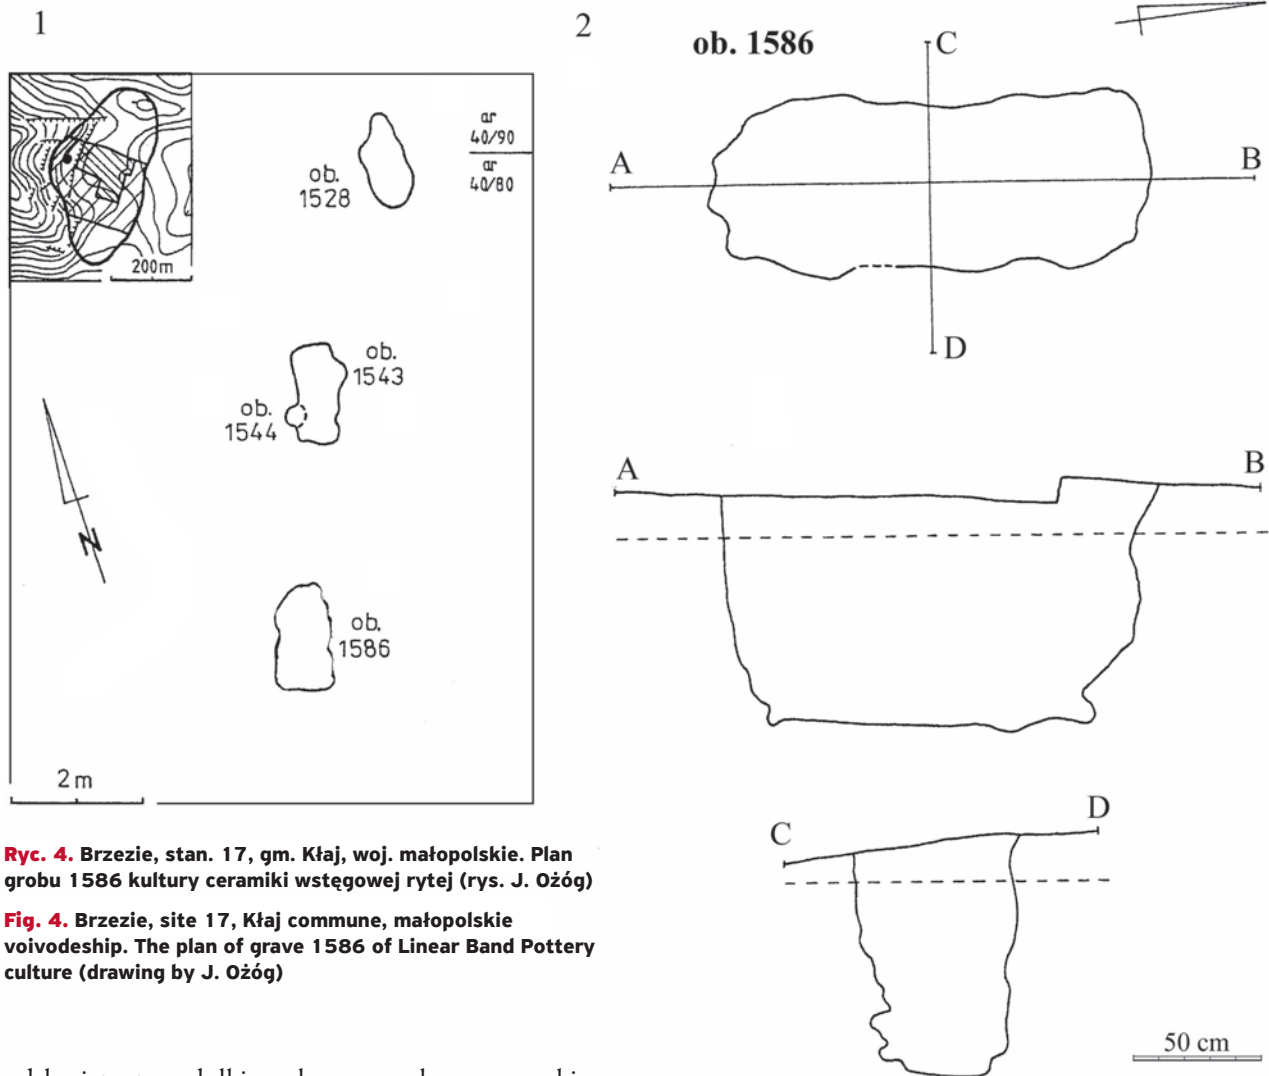 1
2
ob. 1586
C
A
B
D
ar
40/90
ar
40/80
ob.
1528
200m
ob.
1543
ob.
1544
N
ob.
1586
2m
A
B
C
D
50 cm
Ryc. 4. Brzezie, stan. 17, gm. Kłaj, woj. małopolskie. Plan
grobu 1586 kultury ceramiki wstęgowej rytej (rys. J. Ożóg)
Fig. 4. Brzezie, site 17, Kłaj commune, małopolskie
voivodeship. The plan of grave 1586 of Linear Band Pottery
culture (drawing by J. Ożóg)